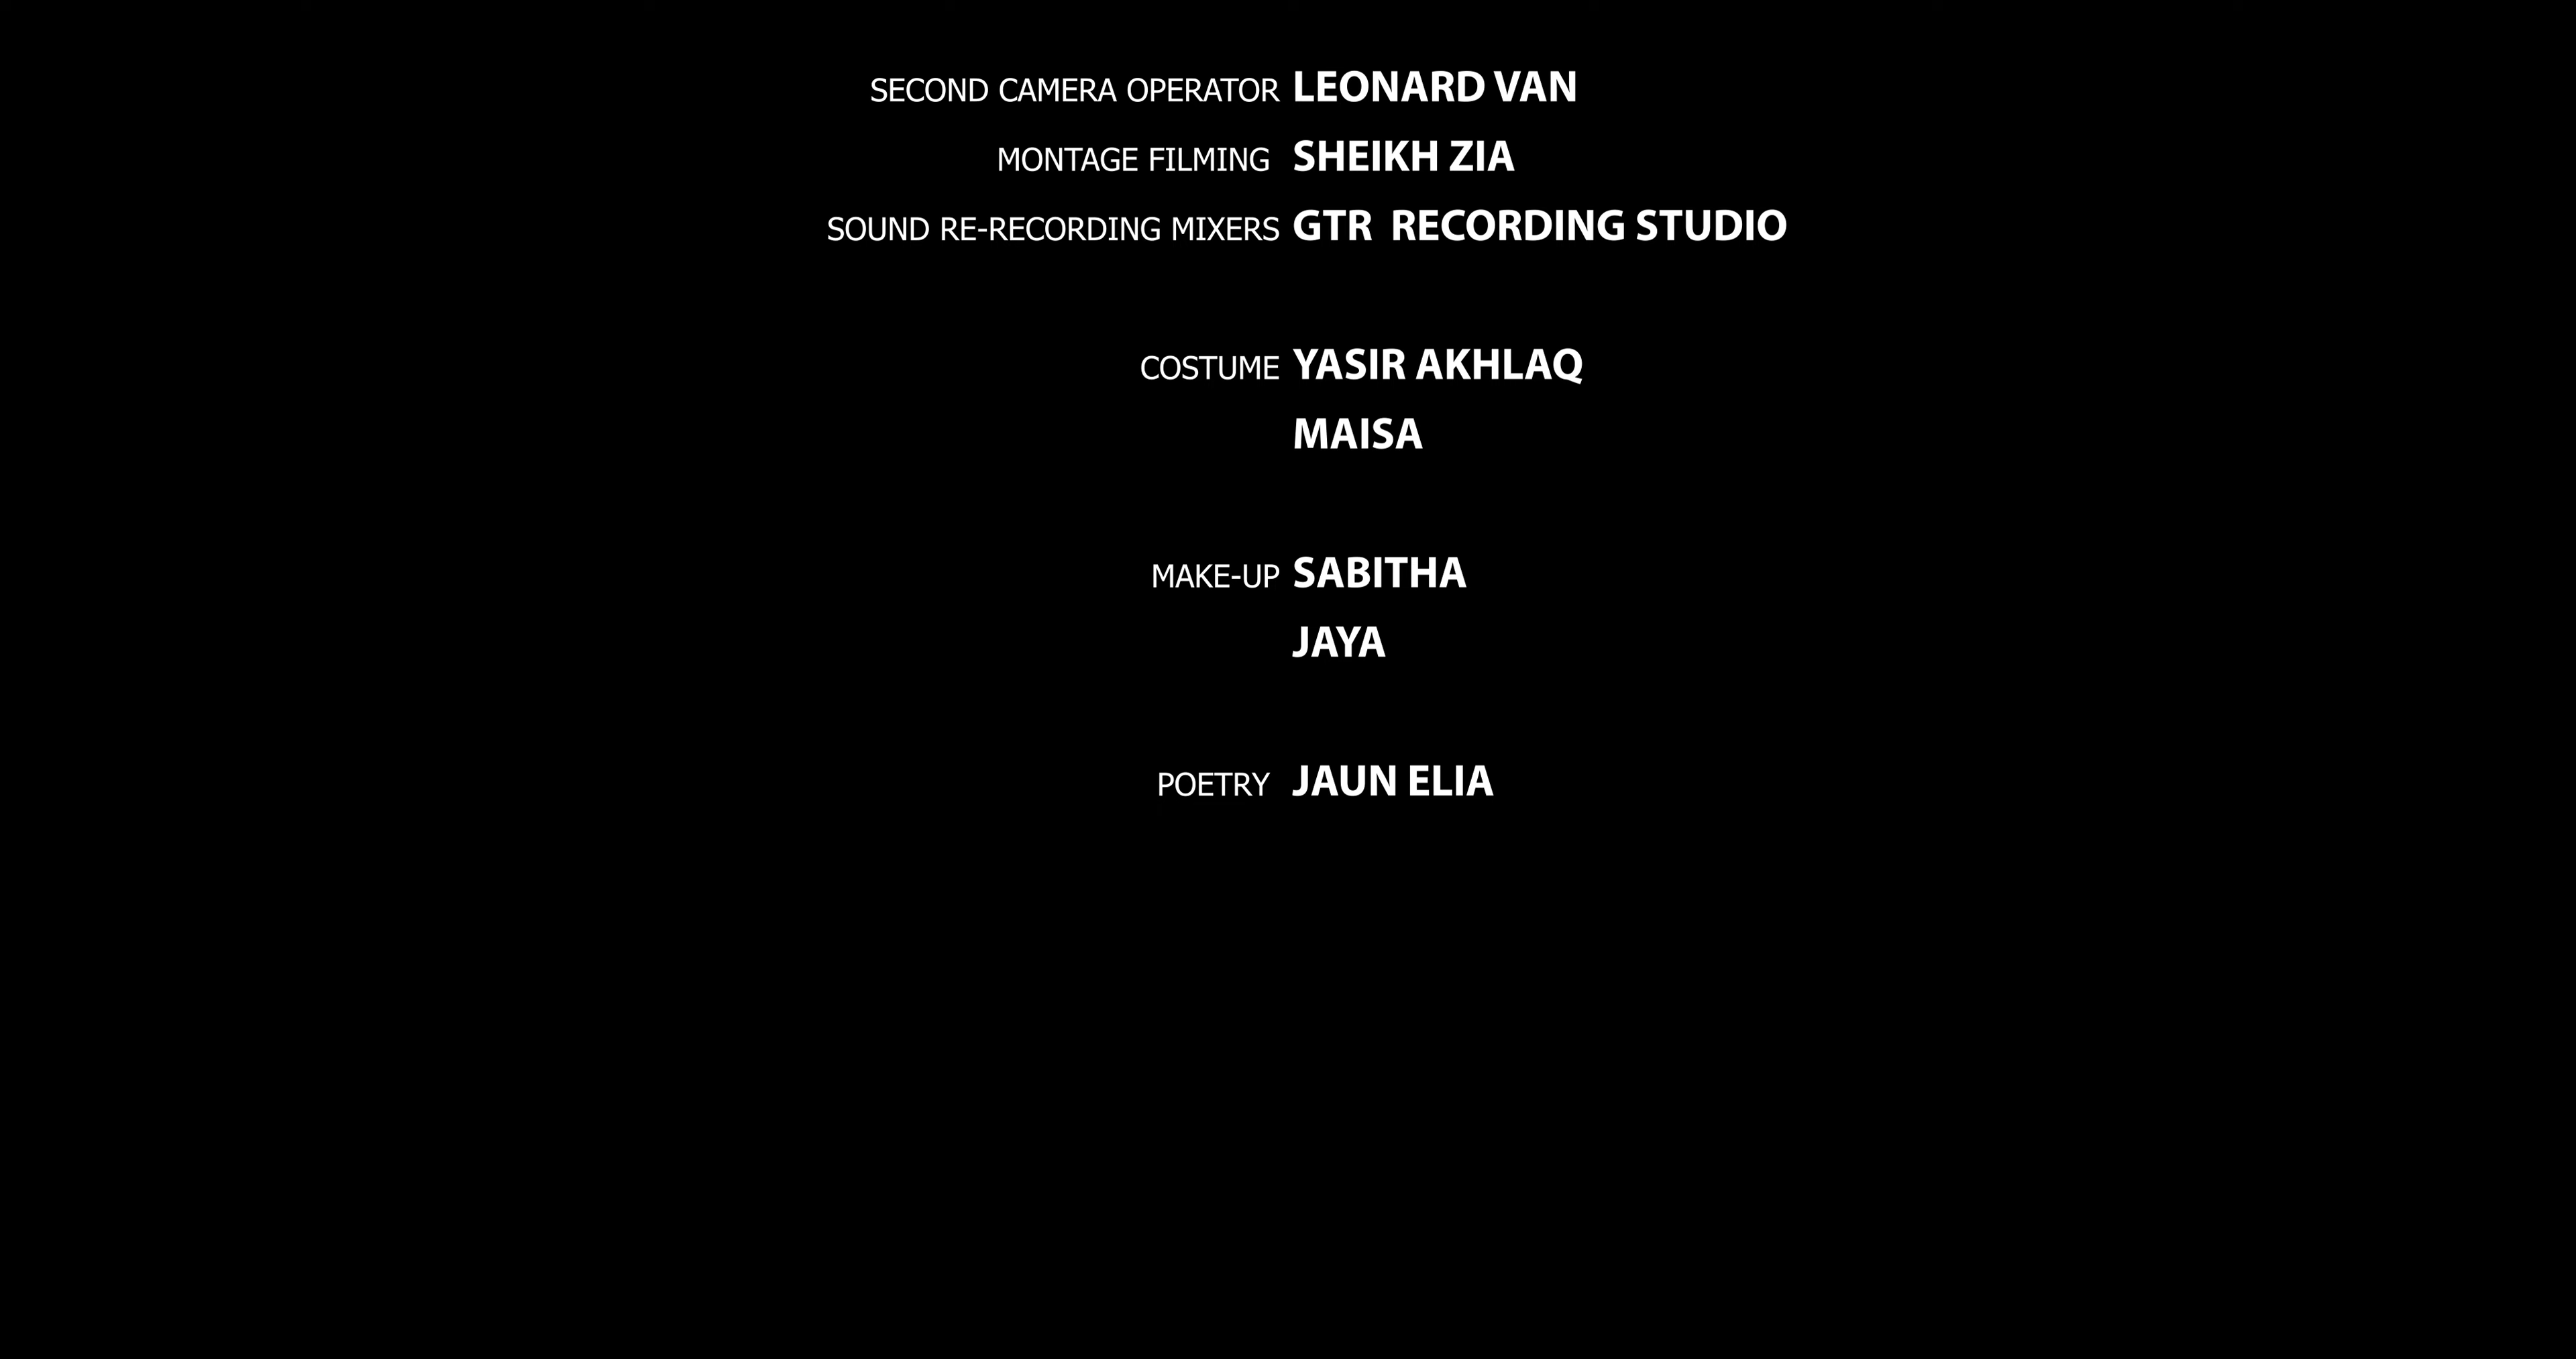 SECOND CAMERA OPERATOR LEONARD VAN
MONTAGE FILMING SHEIKH ZIA
SOUND RE-RECORDING MIXERS GTR RECORDING STUDIO
COSTUME YASIR AKHLAQ
MAISA
MAKE-UP SABITHA
JAYA
POETRY JAUN ELIA